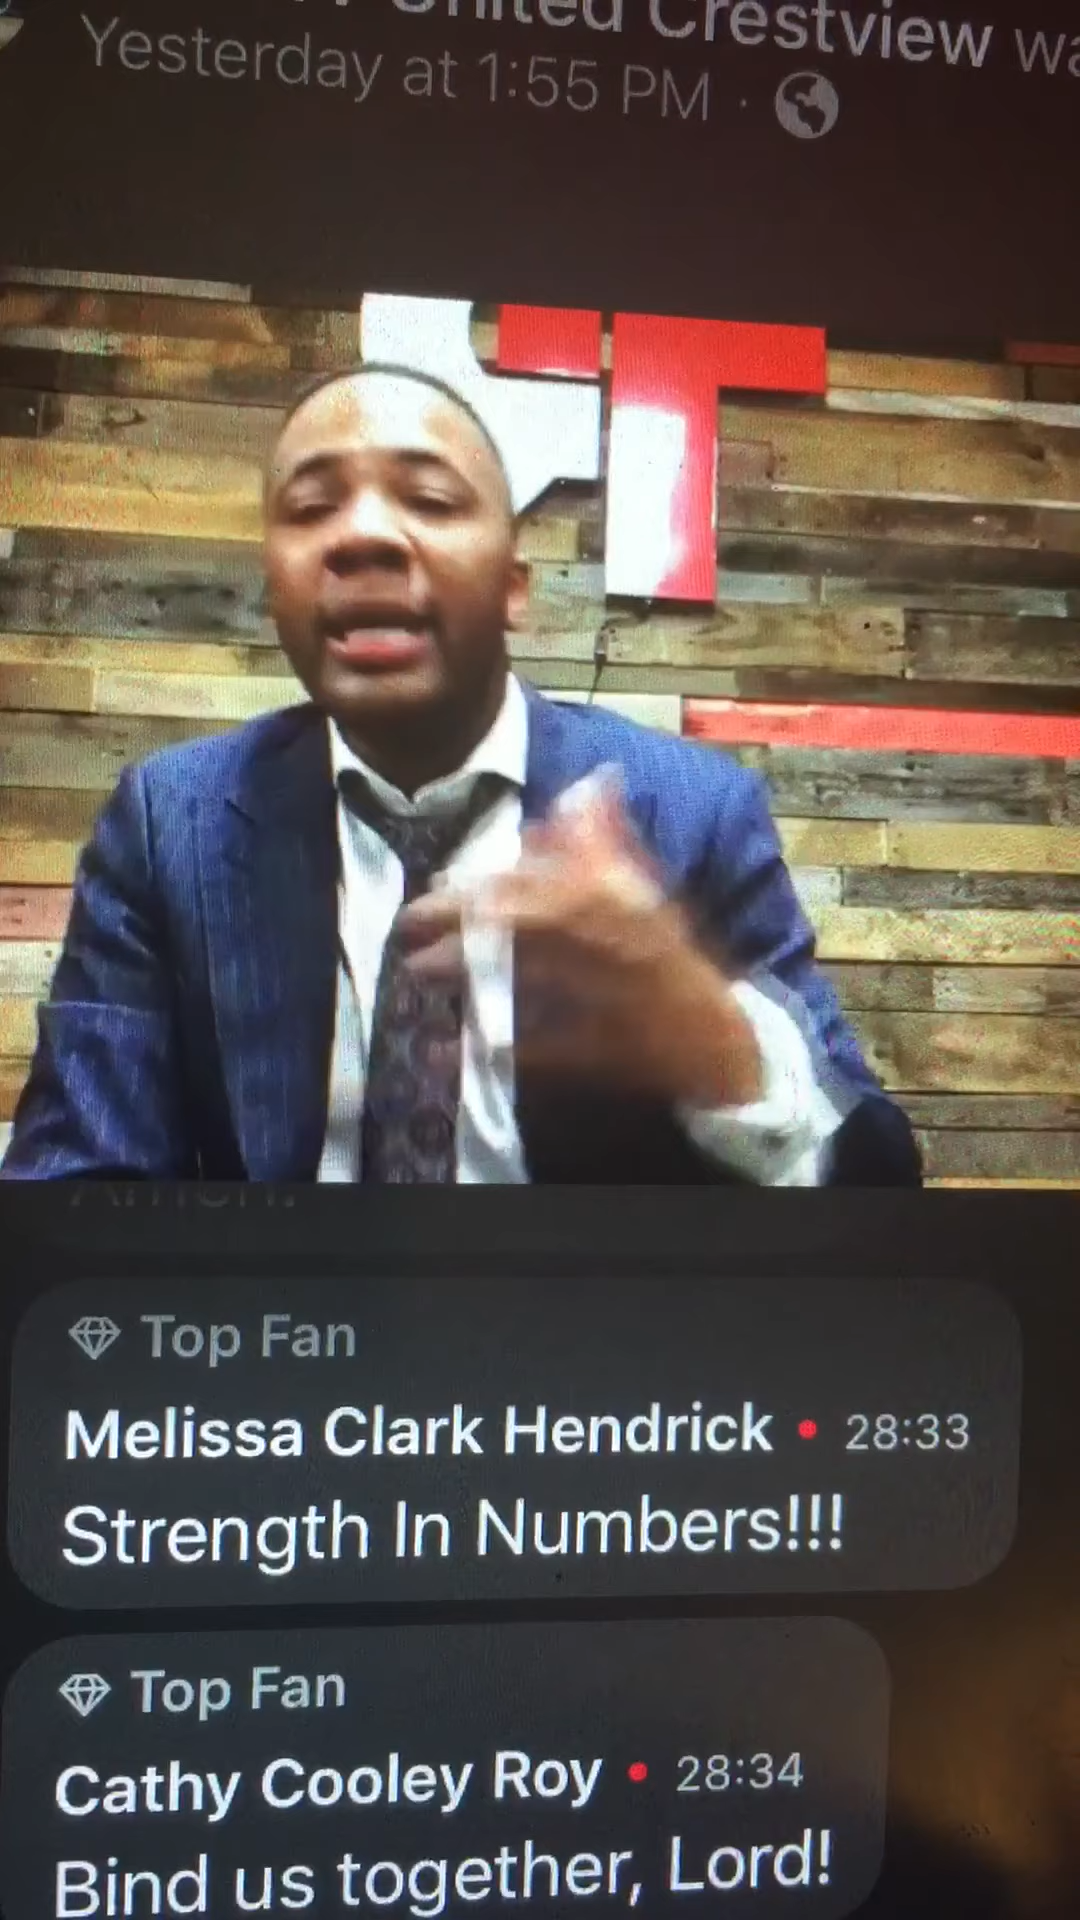 United Crestview
Yesterday at 1:55 PM ·
T
Top Fan
Melissa Clark Hendrick • 28:33
Strength In Numbers!!!
Top Fan
Cathy Cooley Roy • 28:34
Bind us together, Lord!